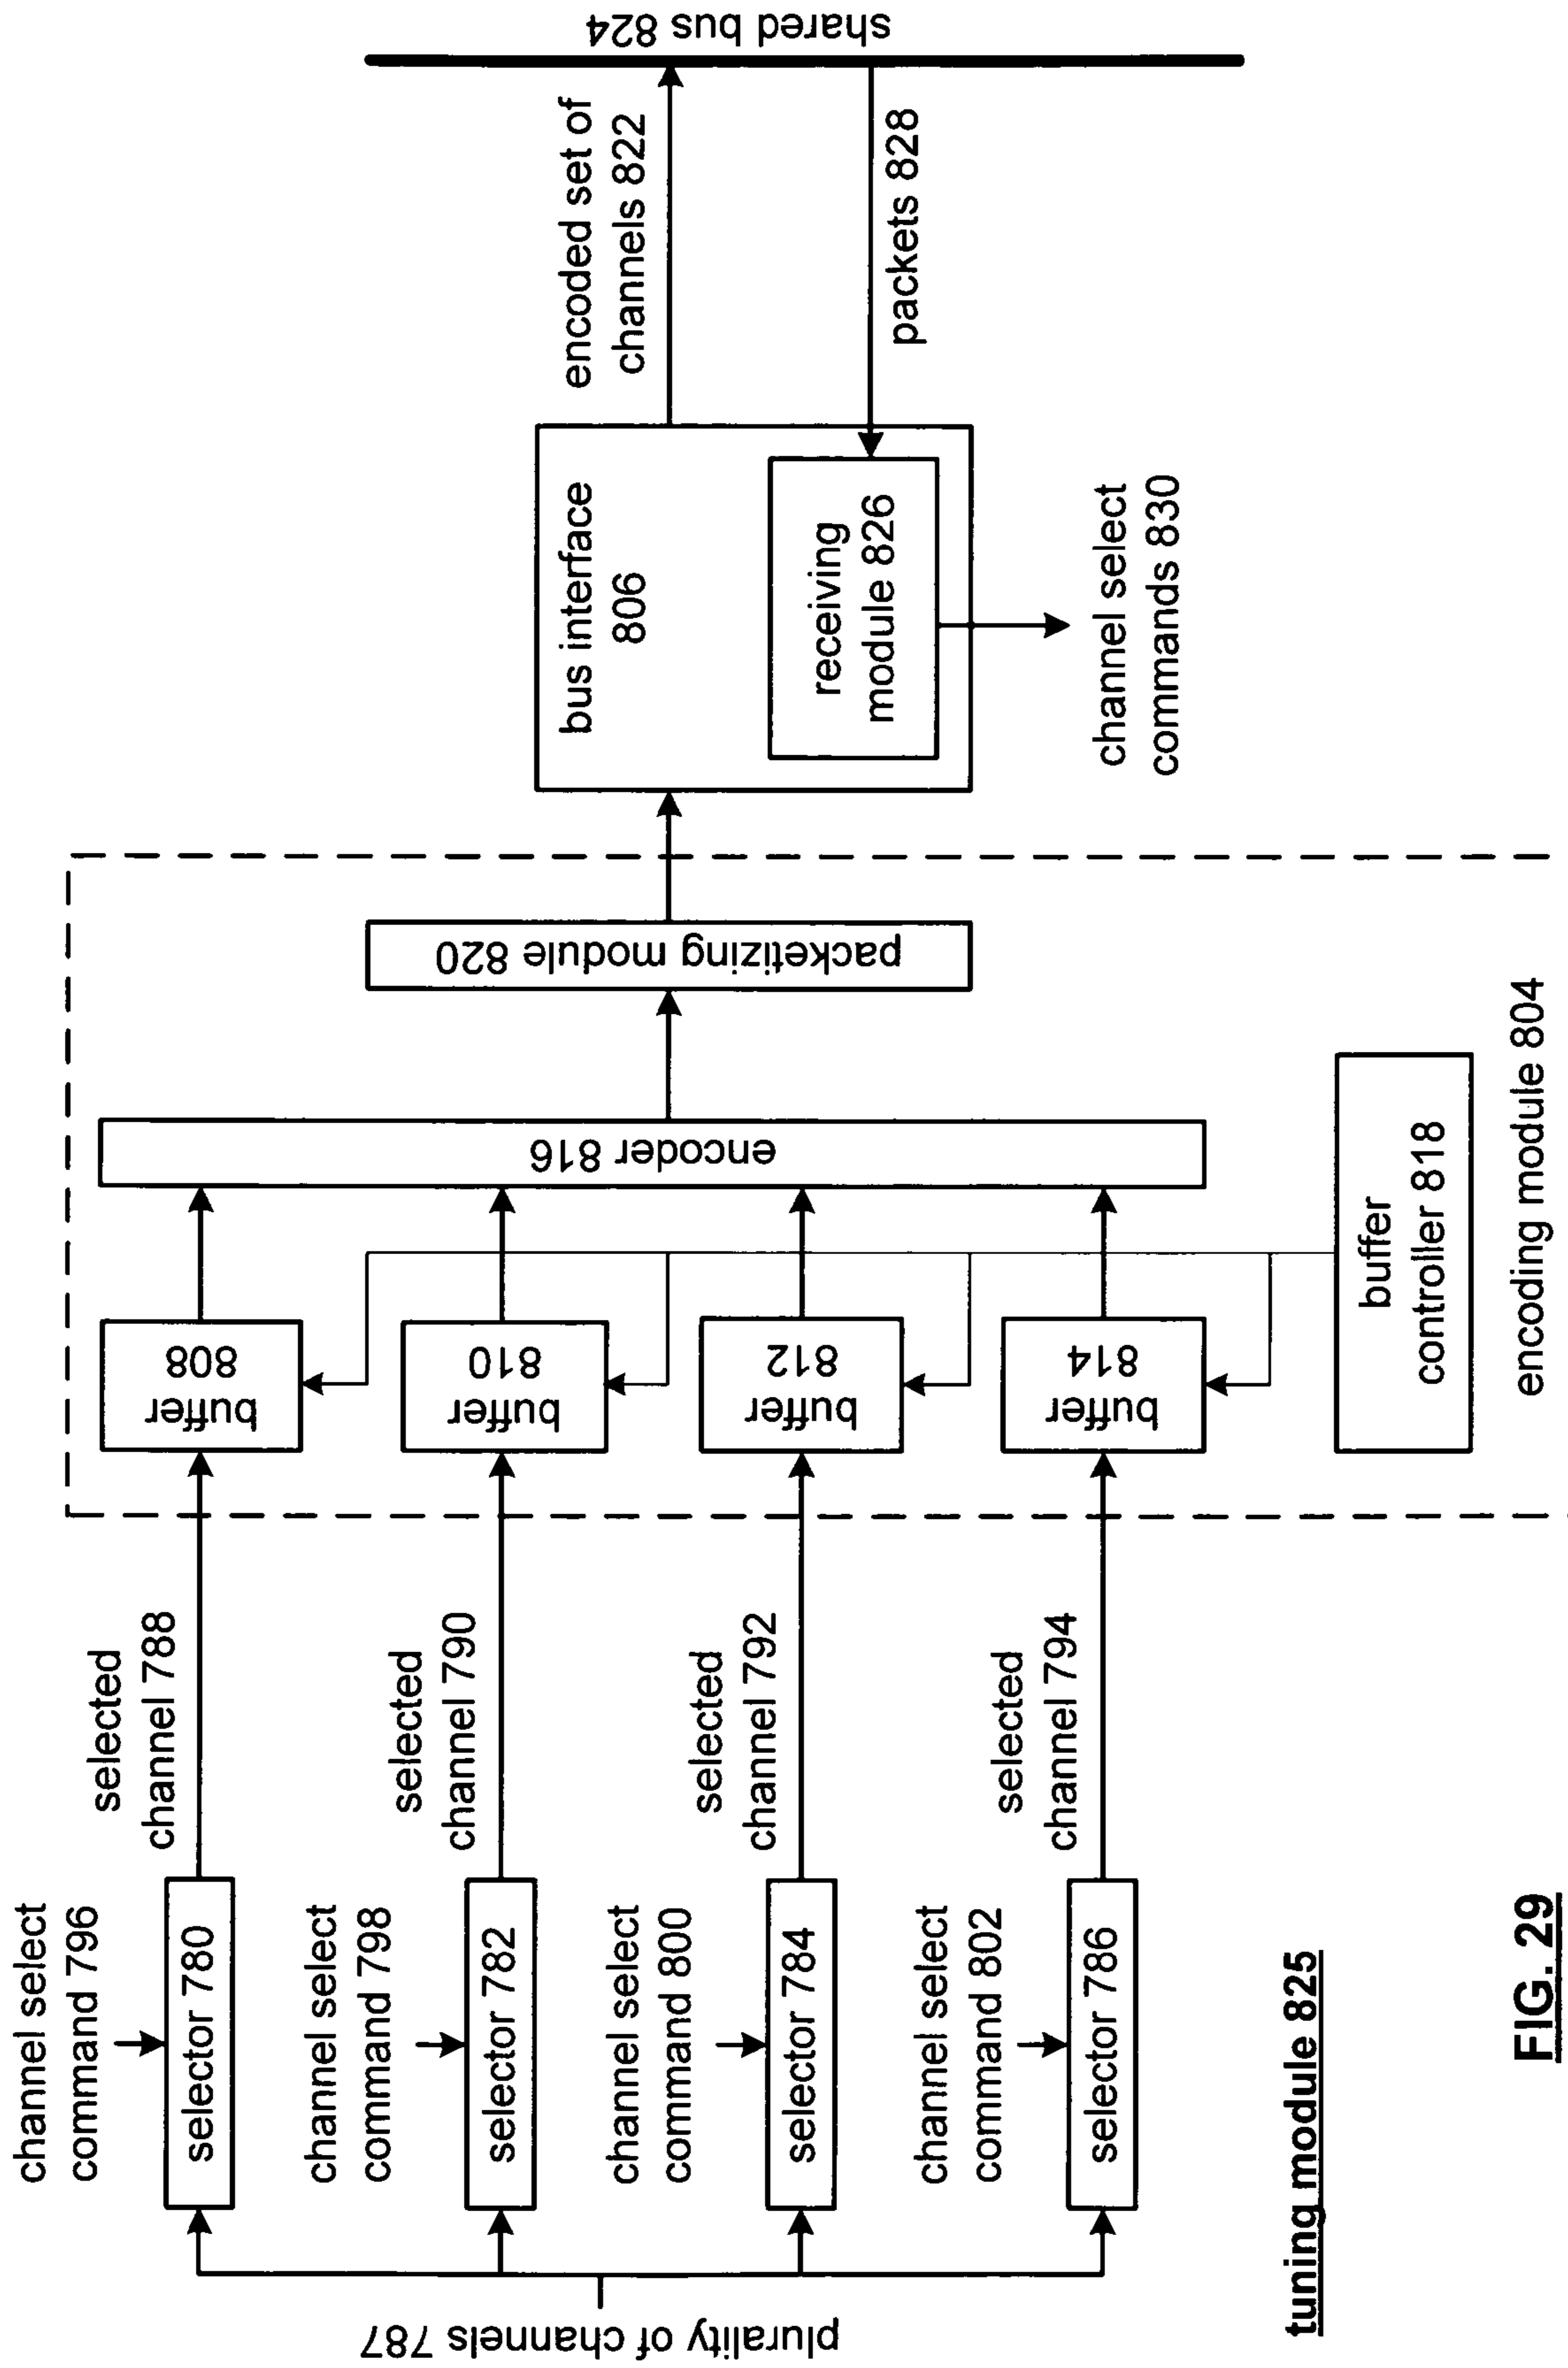 plurality of channels 787
channel select
command 796
selector 780
selected
channel 788
channel select
command 798
selector 782
selected
channel 790
channel select
command 800
selector 784
selected
channel 792
channel select
command 802
selector 786
selected
channel 794
buffer
808
buffer
810
buffer
812
buffer
814
encoder 816
buffer
controller 818
packetizing module 820
encoding module 804
bus interface
806
receiving
module 826
channel select
commands 830
encoded set of
channels 822
packets 828
shared bus 824
tuning module 825
FIG. 29